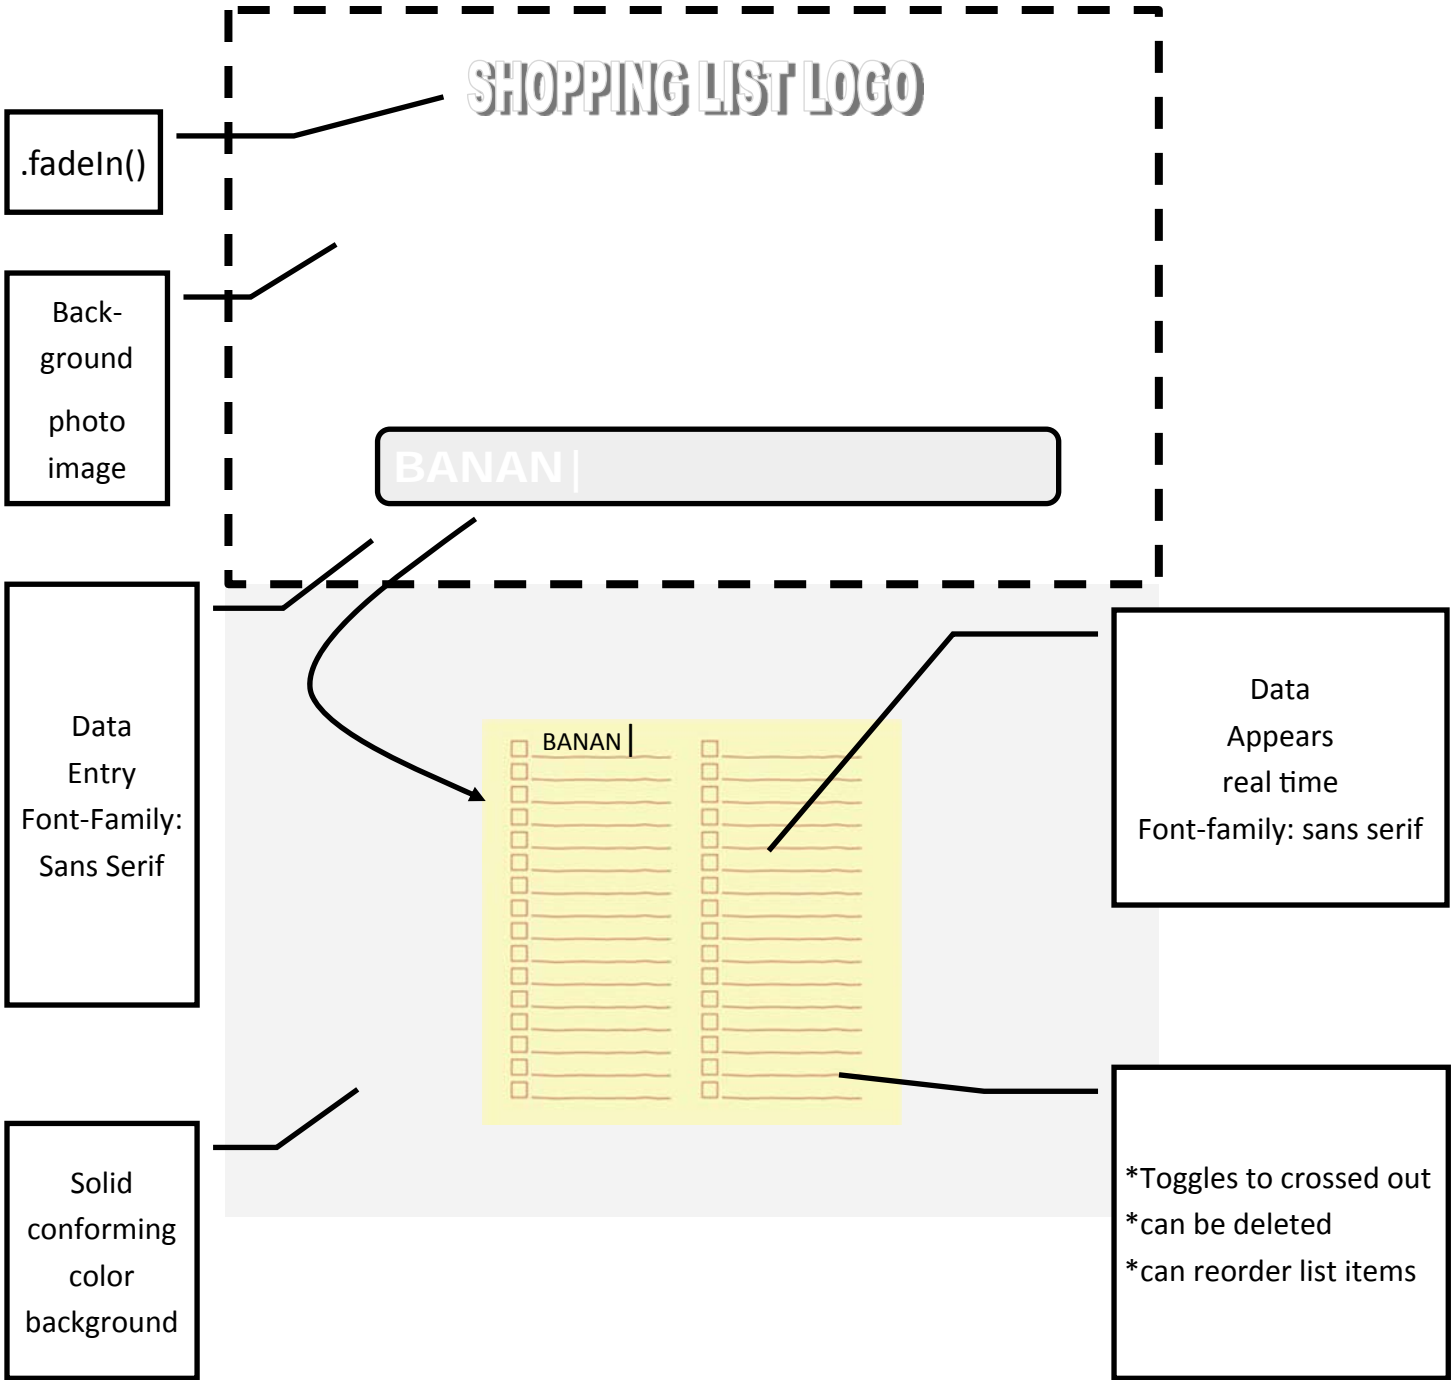 SHOPPING LIST LOGO
.fadeIn()
Back-
ground
photo
image
BANAN|
Data
Entry
Font-Family:
Sans Serif
BANAN|
Data
Appears
real time
Font-family: sans serif
Solid
conforming
color
background
*Toggles to crossed out
*can be deleted
*can reorder list items